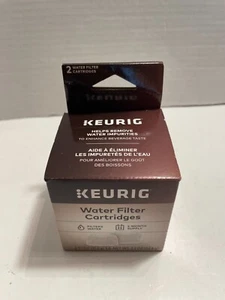 2 WATER FILTER
CARTRIDGES
KEURIG
HELPS REMOVE
WATER IMPURITIES
TO ENHANCE BEVERAGE TASTE
AIDE À ÉLIMINER
LES IMPURETÉS DE L'EAU
POUR AMÉLIORER LE GOÛT
DES BOISSONS
KEURIG
Water Filter
Cartridges